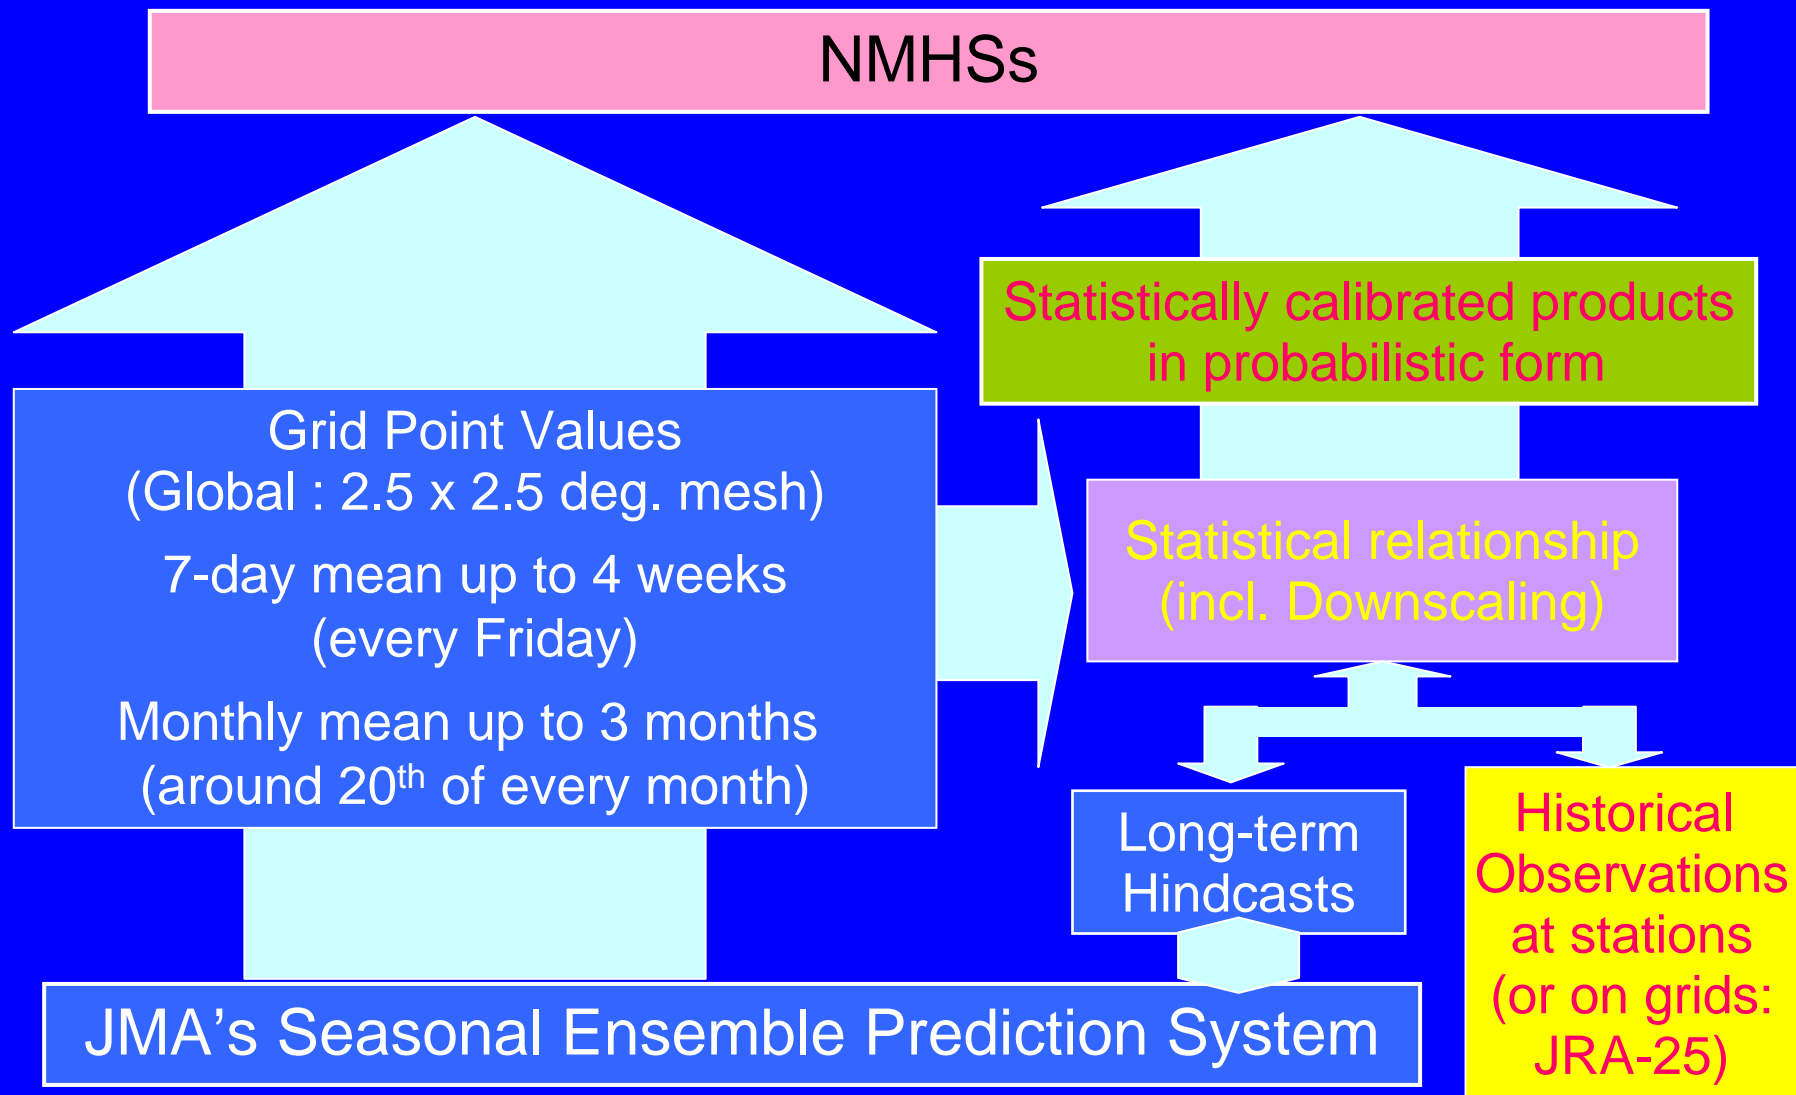 NMHSs
Statistically calibrated products
in probabilistic form
Grid Point Values
(Global : 2.5 x 2.5 deg. mesh)
7-day mean up to 4 weeks
(every Friday)
Monthly mean up to 3 months
(around 20th of every month)
Statistical relationship
(incl. Downscaling)
Long-term
Hindcasts
Historical
Observations
at stations
(or on grids:
JRA-25)
JMA’s Seasonal Ensemble Prediction System